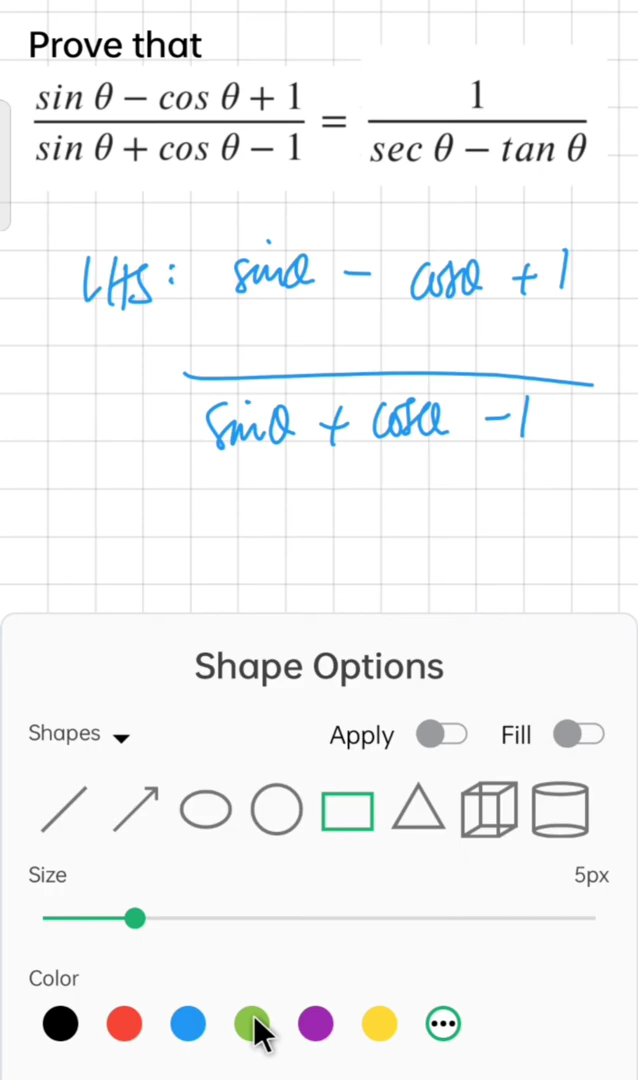 Prove that
sin θ − cos θ + 1
sin θ + cos θ − 1
=
1
sec θ − tan θ
LHS: sinθ − cosθ + 1
sinθ + cosθ −1
Shape Options
Shapes Apply Fill
Size 5px
Color